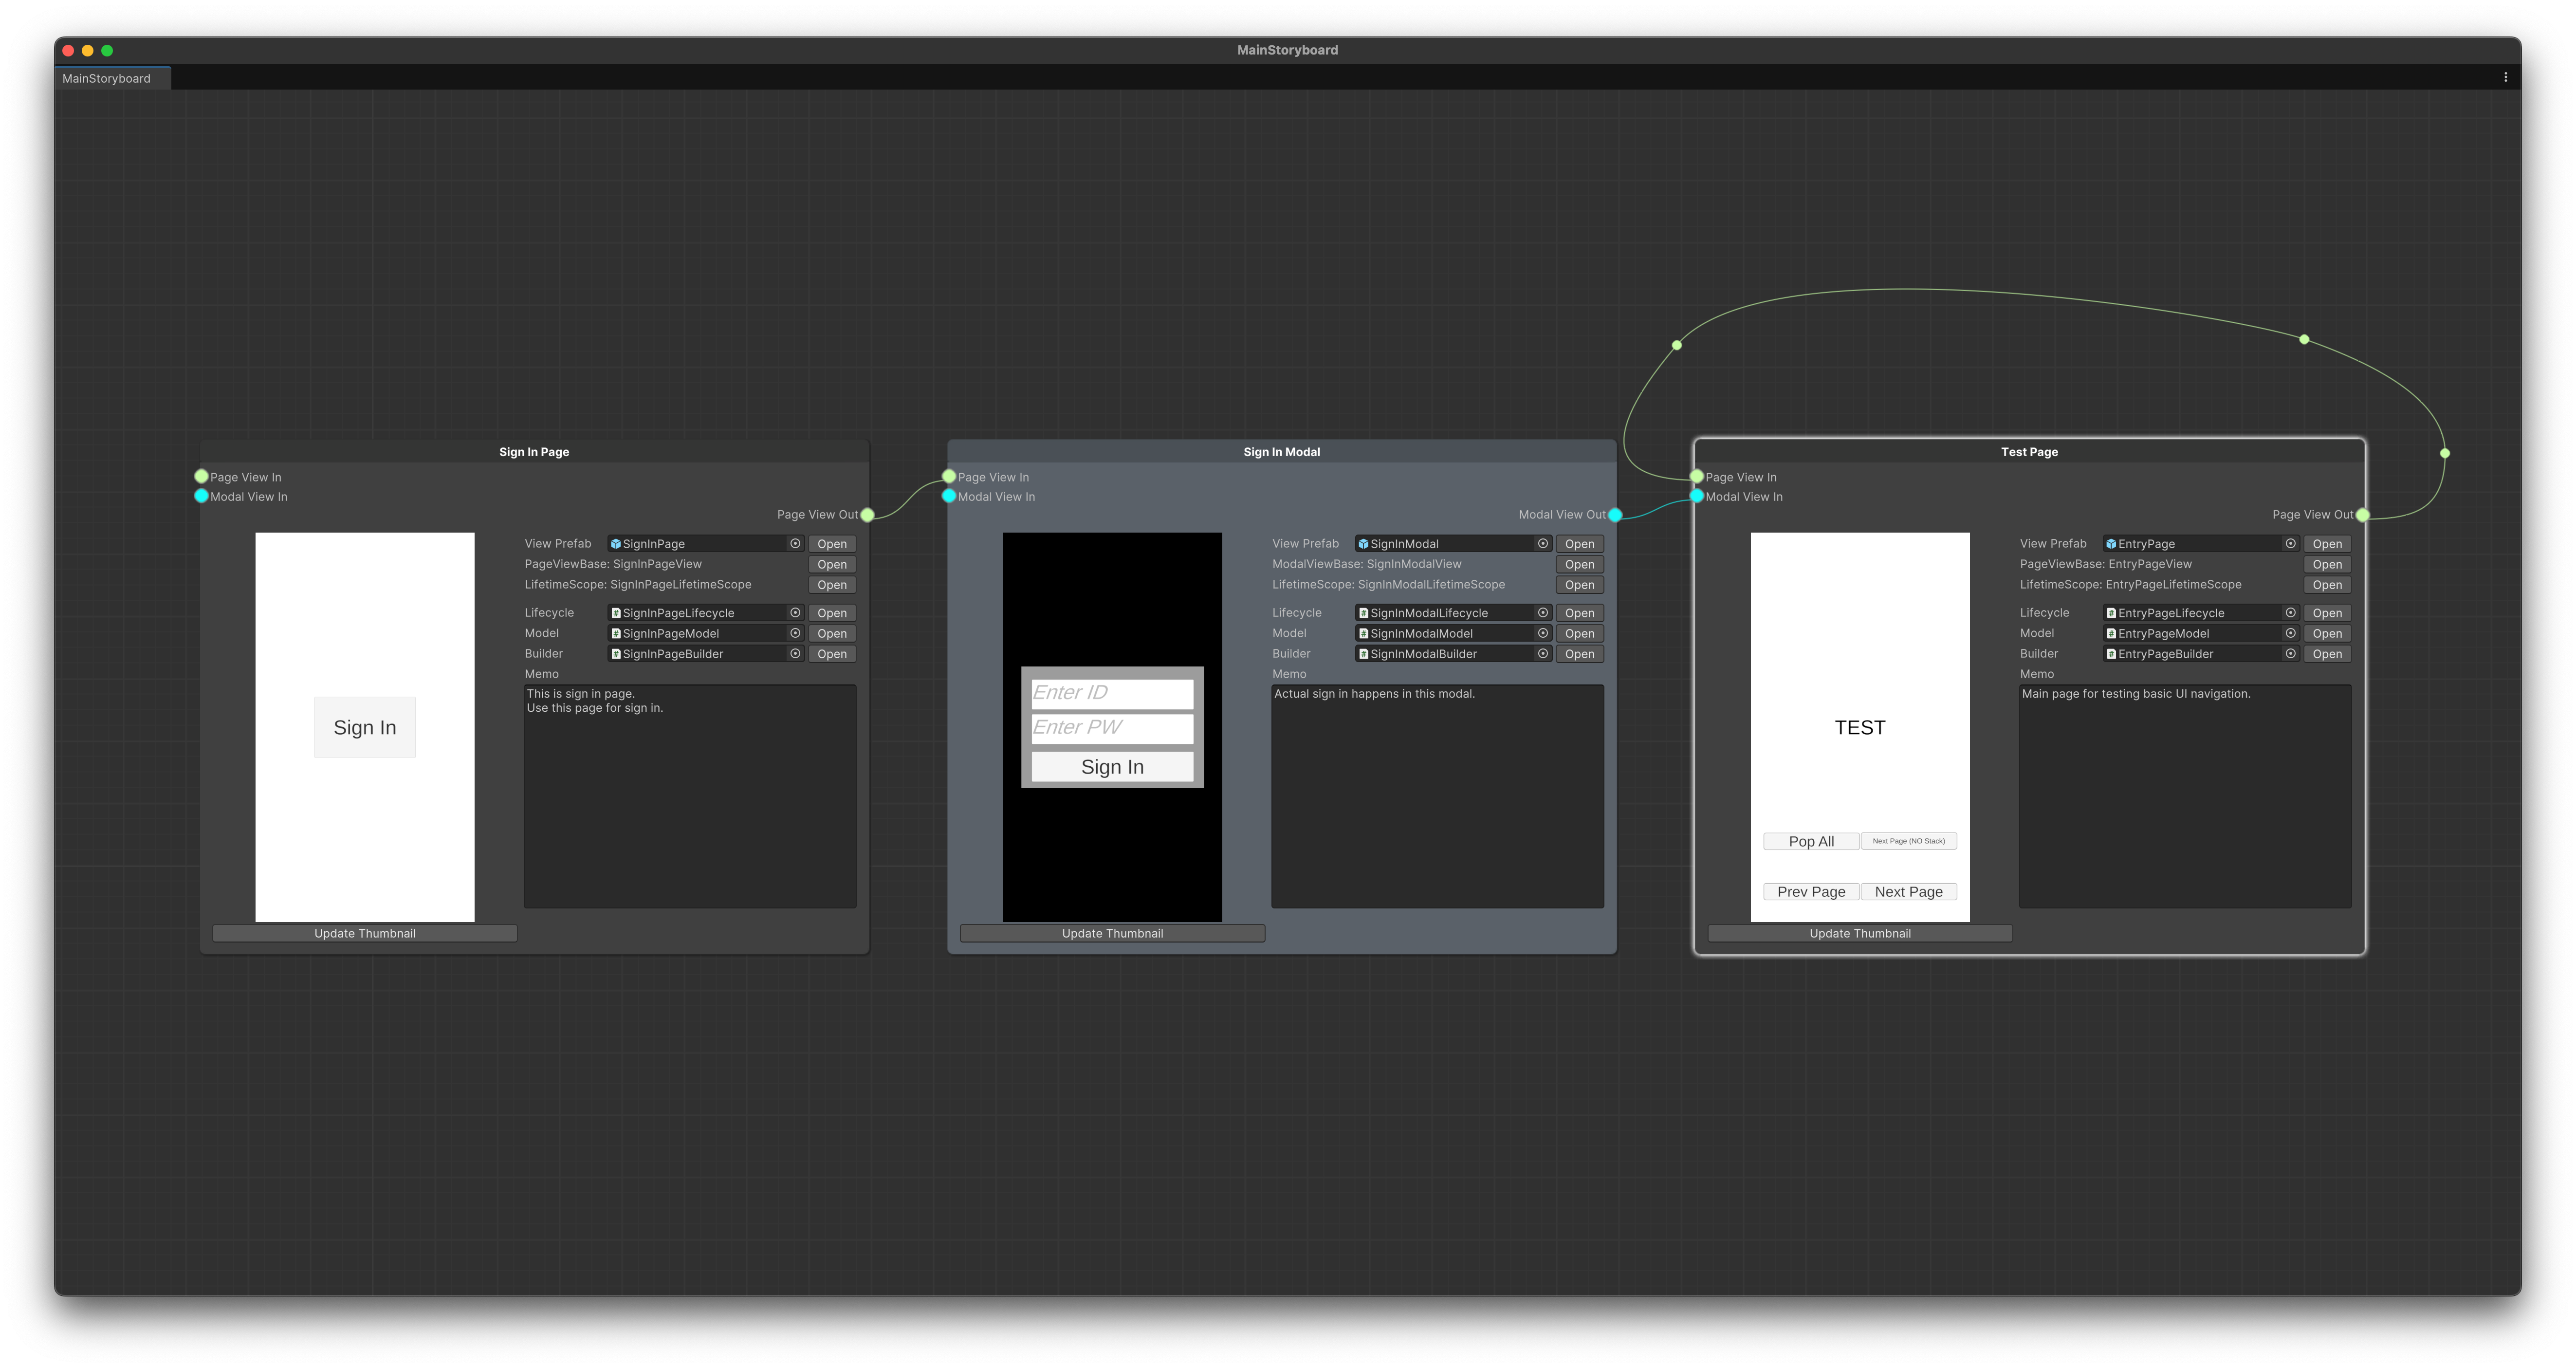 MainStoryboard
MainStoryboard
Sign In Page
Page View In
Modal View In
Page View Out
Sign In
Update Thumbnail
View Prefab SignInPage Open
PageViewBase: SignInPageView Open
LifetimeScope: SignInPageLifetimeScope Open
Lifecycle SignInPageLifecycle Open
Model SignInPageModel Open
Builder SignInPageBuilder Open
Memo
This is sign in page.
Use this page for sign in.
Sign In Modal
Page View In
Modal View In
Modal View Out
Enter ID
Enter PW
Sign In
Update Thumbnail
View Prefab SignInModal Open
ModalViewBase: SignInModalView Open
LifetimeScope: SignInModalLifetimeScope Open
Lifecycle SignInModalLifecycle Open
Model SignInModalModel Open
Builder SignInModalBuilder Open
Memo
Actual sign in happens in this modal.
Test Page
Page View In
Modal View In
Page View Out
TEST
Pop All Next Page (NO Stack)
Prev Page Next Page
Update Thumbnail
View Prefab EntryPage Open
PageViewBase: EntryPageView Open
LifetimeScope: EntryPageLifetimeScope Open
Lifecycle EntryPageLifecycle Open
Model EntryPageModel Open
Builder EntryPageBuilder Open
Memo
Main page for testing basic UI navigation.